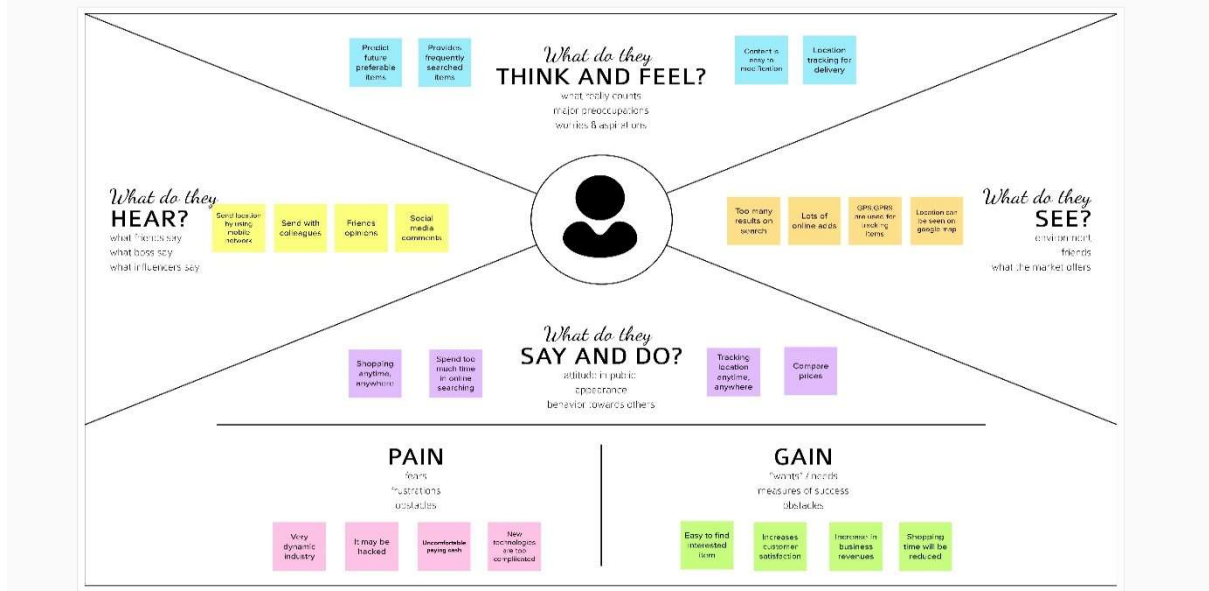 What do they
THINK AND FEEL?
what really counts
major preoccupations
worries & aspirations
Predict
future
preferable
items
Provides
frequently
searched
items
Contect is
easy to
modification
Location
tracking for
delivery
What do they
HEAR?
what friends say
what boss say
what influencers say
Send location
by using
mobile
network
Send with
colleagues
Friends
opinions
Social
media
comments
Too many
results on
search
Lots of
online adds
GPS,GPRS
are used for
tracking
items
Location can
be seen on
google map
What do they
SEE?
environment
friends
what the market offers
What do they
SAY AND DO?
attitude in public
appearance
behavior towards others
Shopping
anytime,
anywhere
Spend too
much time
in online
searching
Tracking
location
anytime,
anywhere
Compare
prices
PAIN
fears
frustrations
obstacles
Very
dynamic
industry
It may be
hacked
Uncomfortable
paying cash
New
technologies
are too
complicated
GAIN
"wants" / needs
measures of success
obstacles
Easy to find
interested
item
Increases
customer
satisfaction
Increase in
business
revenues
Shopping
time will be
reduced